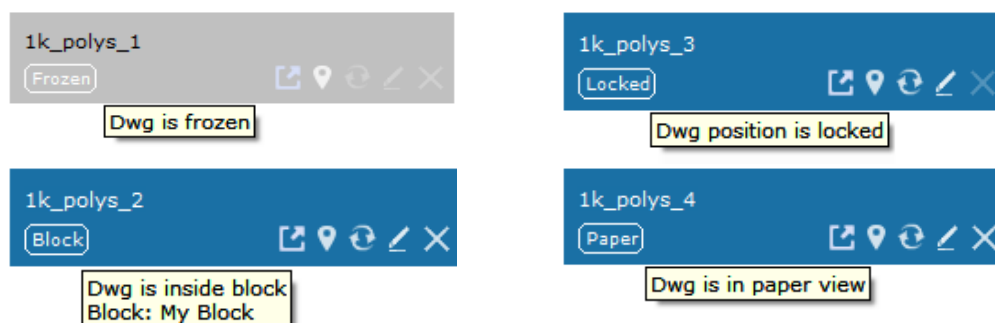 1k_polys_1
Frozen
Dwg is frozen
1k_polys_3
Locked
Dwg position is locked
1k_polys_2
Block
Dwg is inside block
Block: My Block
1k_polys_4
Paper
Dwg is in paper view